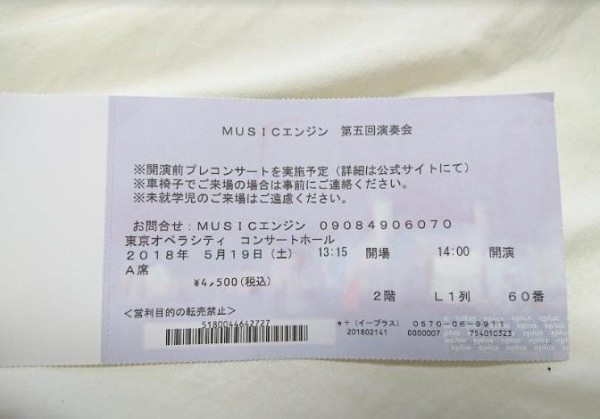 MUSICエンジン 第五回演奏会
※開演前プレコンサートを実施予定（詳細は公式サイトにて）
※車椅子でご来場の場合は事前にご連絡ください。
※未就学児のご来場はご遠慮ください。
お問合せ：MUSICエンジン 09084906070
東京オペラシティ コンサートホール
2018年 5月19日（土） 13:15 開場 14:00 開演
A席
¥4,500(税込)
2階 L1列 60番
＜営利目的の転売禁止＞
5180044642727
e＋（イープラス） 0570-06-9911
201802141 0000007 754010323